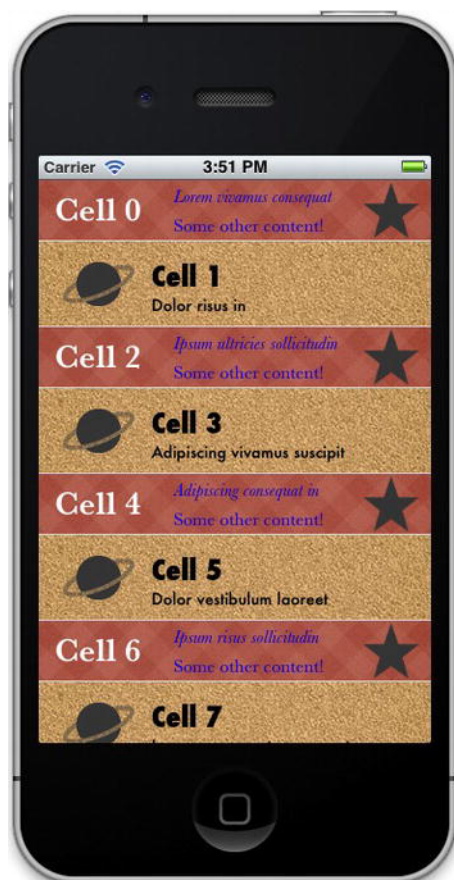 Carrier 3:51 PM
Cell 0
Lorem vivamus consequat
Some other content!
Cell 1
Dolor risus in
Cell 2
Ipsum ultricies sollicitudin
Some other content!
Cell 3
Adipiscing vivamus suscipit
Cell 4
Adipiscing consequat in
Some other content!
Cell 5
Dolor vestibulum laoreet
Cell 6
Ipsum risus sollicitudin
Some other content!
Cell 7